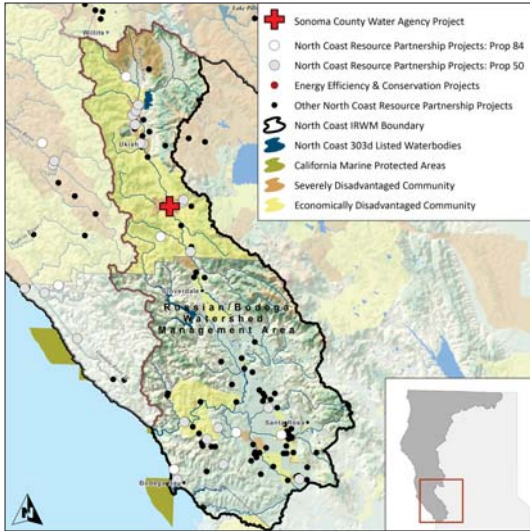 Sonoma County Water Agency Project
North Coast Resource Partnership Projects: Prop 84
North Coast Resource Partnership Projects: Prop 50
Energy Efficiency & Conservation Projects
Other North Coast Resource Partnership Projects
North Coast IRWM Boundary
North Coast 303d Listed Waterbodies
California Marine Protected Areas
Severely Disadvantaged Community
Economically Disadvantaged Community
Willits
Ukiah
Cloverdale
Russian/Bodega
Watershed
Management Area
Santa Rosa
Bodega Bay
N